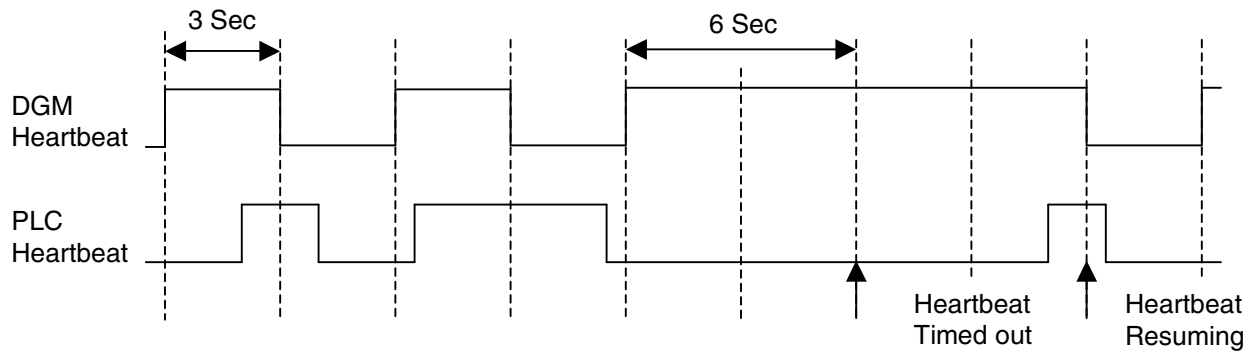 3 Sec
6 Sec
DGM
Heartbeat
PLC
Heartbeat
Heartbeat
Timed out
Heartbeat
Resuming